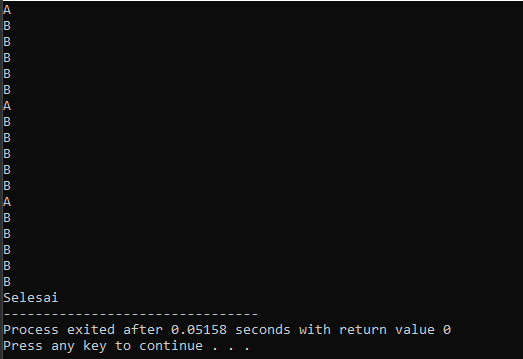 A
B
B
B
B
B
A
B
B
B
B
B
A
B
B
B
B
B
Selesai
--------------------------------
Process exited after 0.05158 seconds with return value 0
Press any key to continue . . .